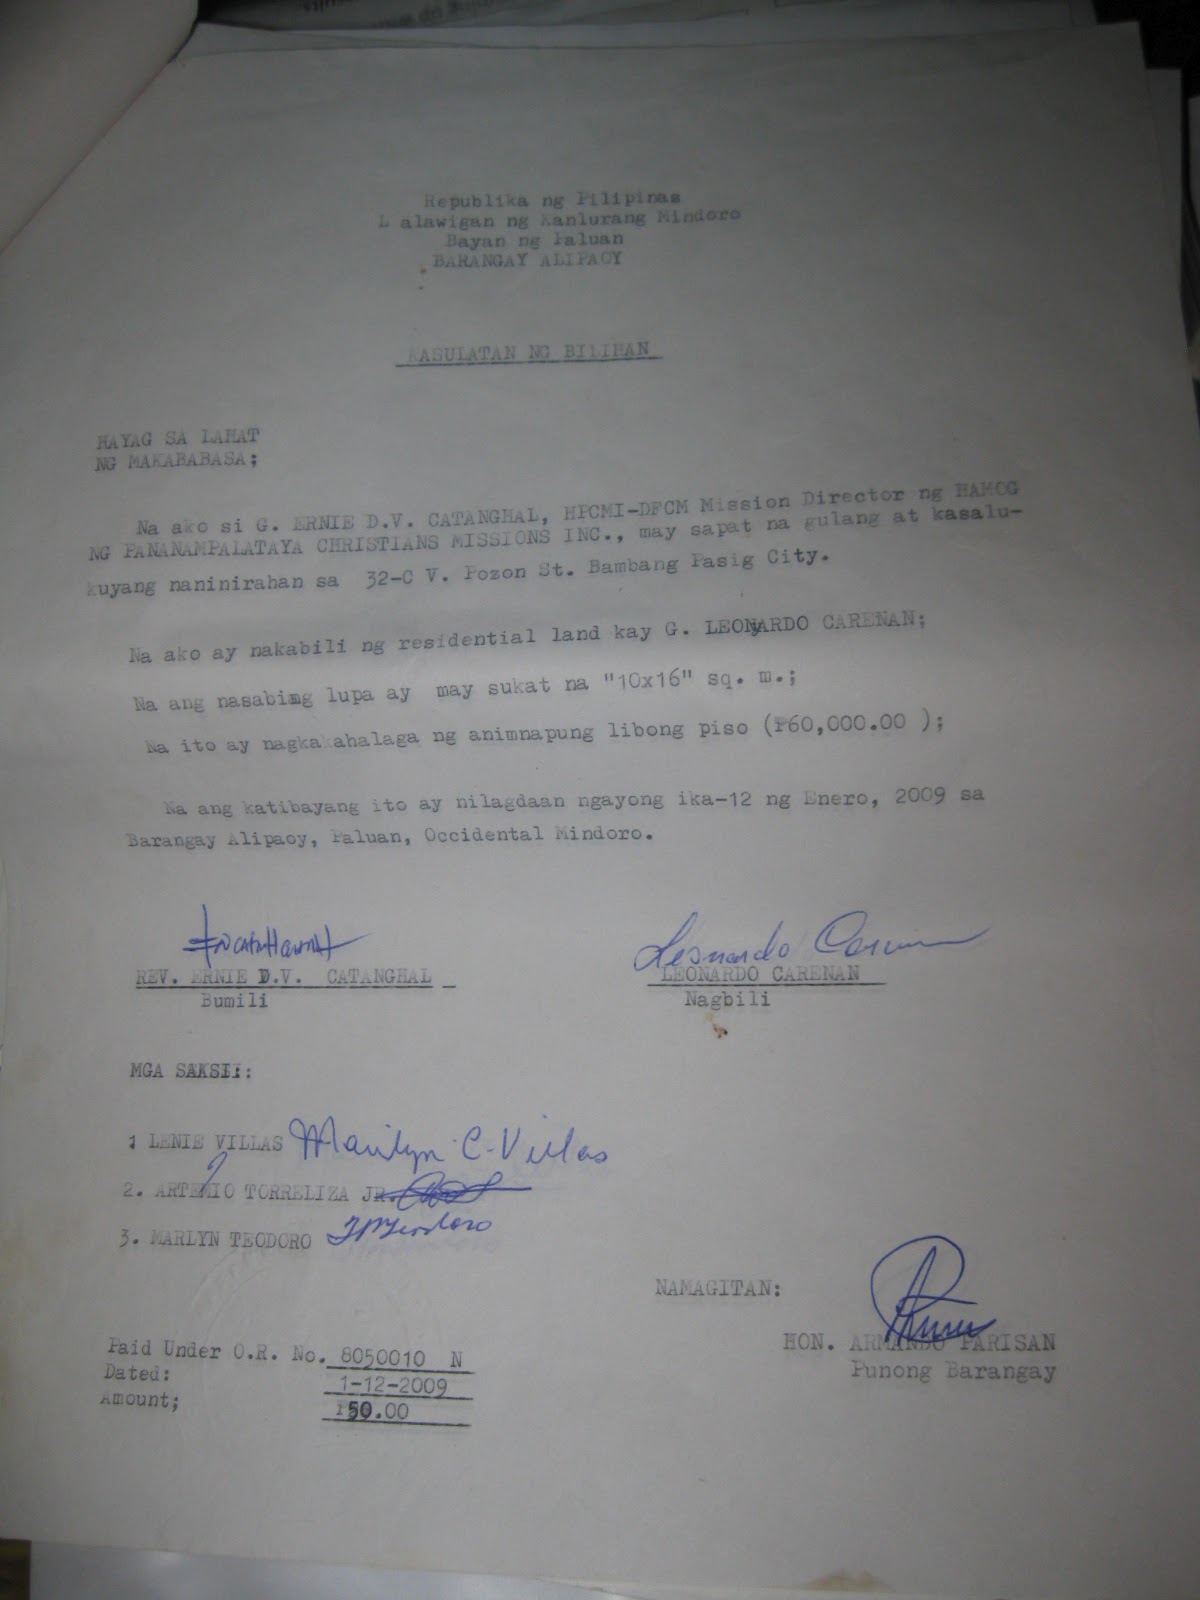 Republika ng Pilipinas
L alawigan ng Kanlurang Mindoro
Bayan ng Paluan
BARANGAY ALIPAOY
KASULATAN NG BILIHAN
HAYAG SA LAHAT
NG MAKABABASA;
Na ako si G. ERNIE D.V. CATANGHAL, HPCMI-DFCM Mission Director ng HAMOG
NG PANANAMPALATAYA CHRISTIANS MISSIONS INC., may sapat na gulang at kasalu-
kuyang naninirahan sa 32-C V. Pozon St. Bambang Pasig City.
Na ako ay nakabili ng residential land kay G. LEONARDO CARENAN;
Na ang nasabing lupa ay may sukat na "10x16" sq. m.;
Na ito ay nagkakahalaga ng animnapung libong piso (₱60,000.00 );
Na ang katibayang ito ay nilagdaan ngayong ika-12 ng Enero, 2009 sa
Barangay Alipaoy, Paluan, Occidental Mindoro.
Leonardo
REV. ERNIE D.V. CATANGHAL
LEONARDO CARENAN
Bumili
Nagbili
MGA SAKSI:
1 LENIE VILLAS Marilyn C. Villas
2. ARTEMIO TORRELIZA JR.
3. MARLYN TEODORO
NAMAGITAN:
HON. ARMANDO PARISAN
Punong Barangay
Paid Under O.R. No. 8050010 N
Dated: 1-12-2009
Amount; ₱50.00